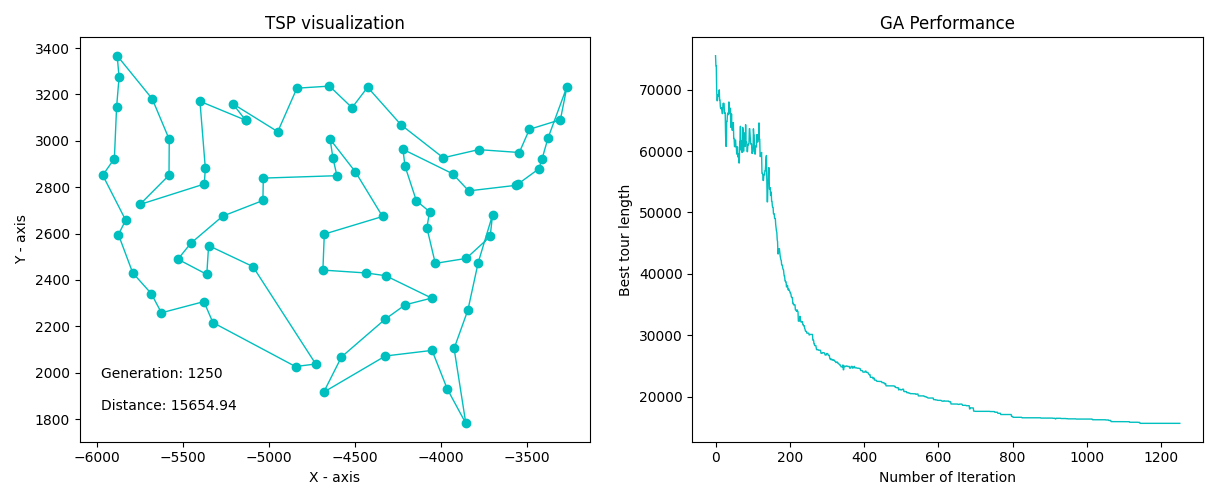 TSP visualization
3400
3200
3000
2800
2600
2400
2200
2000
1800
Y - axis
Generation: 1250
Distance: 15654.94
−6000 −5500 −5000 −4500 −4000 −3500
X - axis
GA Performance
70000
60000
50000
40000
30000
20000
Best tour length
0 200 400 600 800 1000 1200
Number of Iteration